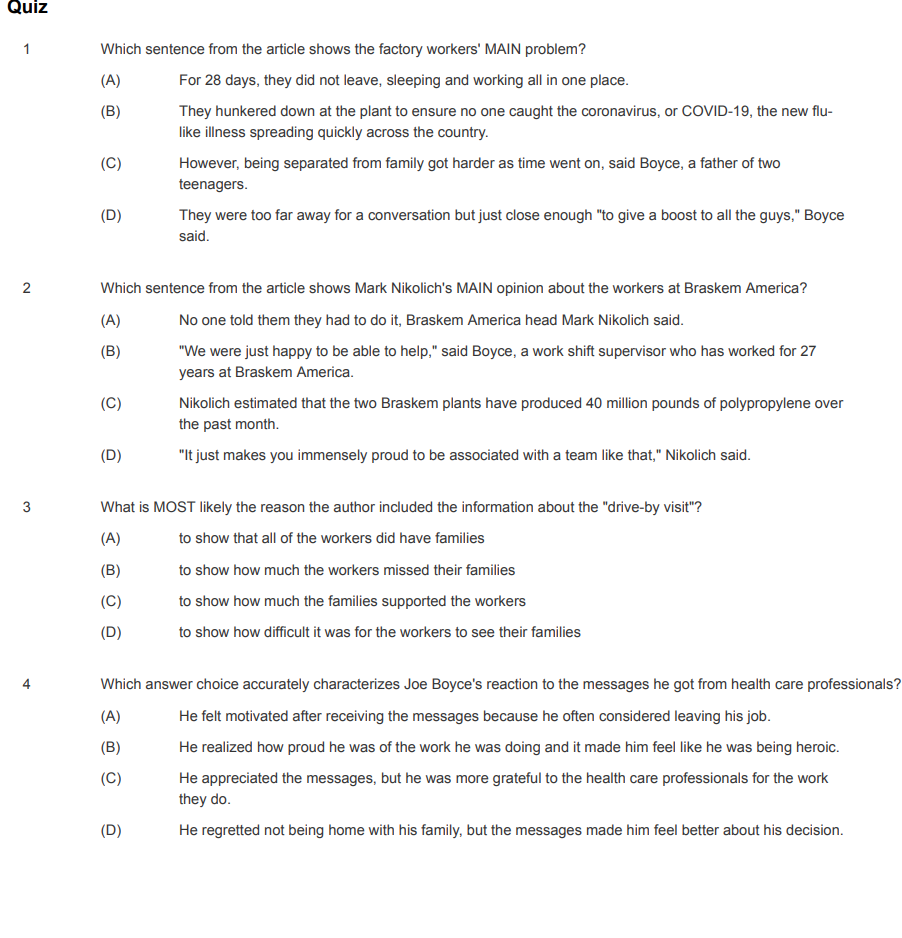 Quiz
1 Which sentence from the article shows the factory workers' MAIN problem?
(A) For 28 days, they did not leave, sleeping and working all in one place.
(B) They hunkered down at the plant to ensure no one caught the coronavirus, or COVID-19, the new flu-
like illness spreading quickly across the country.
(C) However, being separated from family got harder as time went on, said Boyce, a father of two
teenagers.
(D) They were too far away for a conversation but just close enough "to give a boost to all the guys," Boyce
said.
2 Which sentence from the article shows Mark Nikolich's MAIN opinion about the workers at Braskem America?
(A) No one told them they had to do it, Braskem America head Mark Nikolich said.
(B) "We were just happy to be able to help," said Boyce, a work shift supervisor who has worked for 27
years at Braskem America.
(C) Nikolich estimated that the two Braskem plants have produced 40 million pounds of polypropylene over
the past month.
(D) "It just makes you immensely proud to be associated with a team like that," Nikolich said.
3 What is MOST likely the reason the author included the information about the "drive-by visit"?
(A) to show that all of the workers did have families
(B) to show how much the workers missed their families
(C) to show how much the families supported the workers
(D) to show how difficult it was for the workers to see their families
4 Which answer choice accurately characterizes Joe Boyce's reaction to the messages he got from health care professionals?
(A) He felt motivated after receiving the messages because he often considered leaving his job.
(B) He realized how proud he was of the work he was doing and it made him feel like he was being heroic.
(C) He appreciated the messages, but he was more grateful to the health care professionals for the work
they do.
(D) He regretted not being home with his family, but the messages made him feel better about his decision.